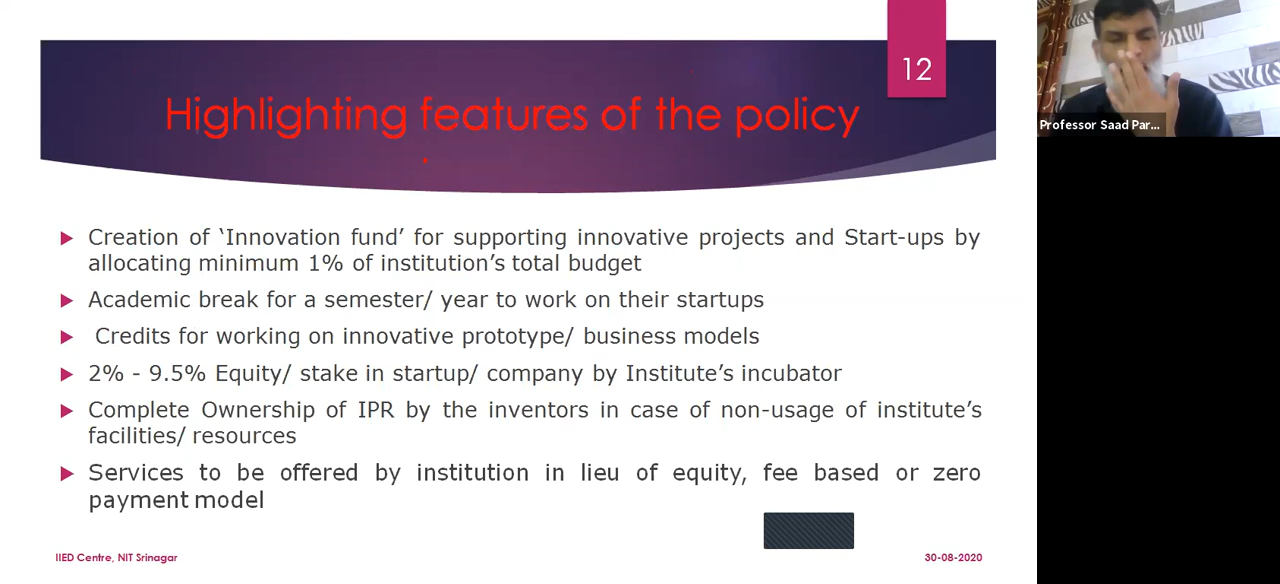 12
Highlighting features of the policy
Creation of ‘Innovation fund’ for supporting innovative projects and Start-ups by
allocating minimum 1% of institution’s total budget
Academic break for a semester/ year to work on their startups
Credits for working on innovative prototype/ business models
2% - 9.5% Equity/ stake in startup/ company by Institute’s incubator
Complete Ownership of IPR by the inventors in case of non-usage of institute’s
facilities/ resources
Services to be offered by institution in lieu of equity, fee based or zero
payment model
IIED Centre, NIT Srinagar
30-08-2020
Professor Saad Par...